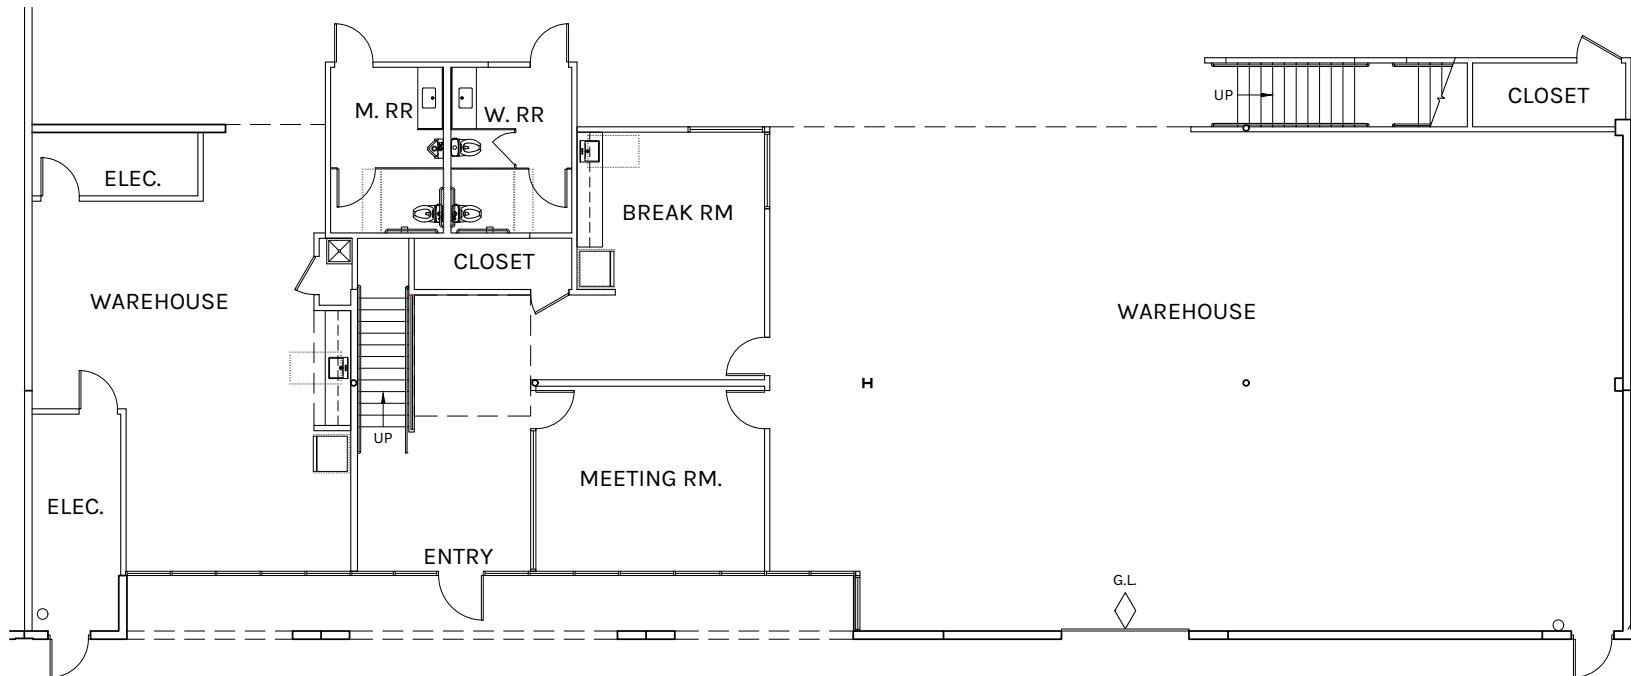 UP
CLOSET
M. RR
W. RR
ELEC.
BREAK RM
CLOSET
WAREHOUSE
WAREHOUSE
UP
MEETING RM.
ELEC.
ENTRY
G.L.